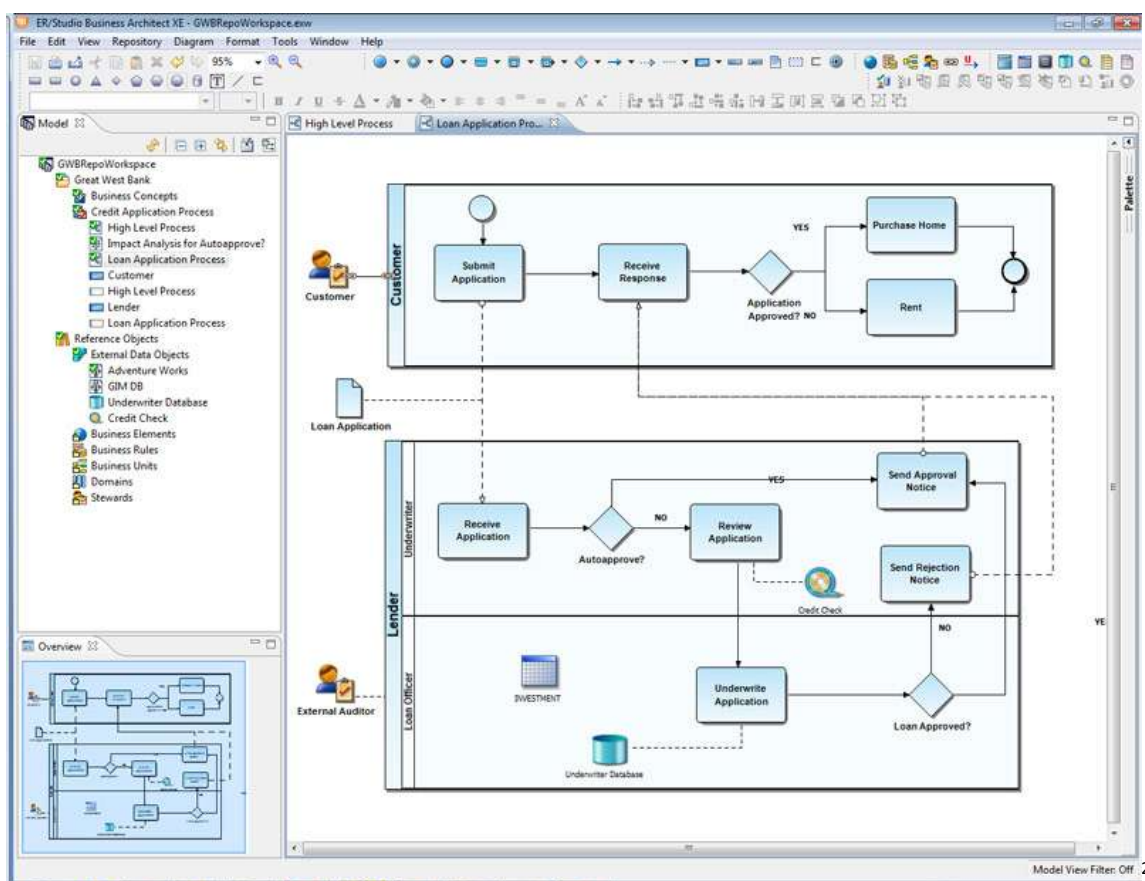 ER/Studio Business Architect XE - GWBRepoWorkspace.exw
File Edit View Repository Diagram Format Tools Window Help
95%
Model
GWBRepoWorkspace
Great West Bank
Business Concepts
Credit Application Process
High Level Process
Impact Analysis for Autoapprove?
Loan Application Process
Customer
High Level Process
Lender
Loan Application Process
Reference Objects
External Data Objects
Adventure Works
GIM DB
Underwriter Database
Credit Check
Business Elements
Business Rules
Business Units
Domains
Stewards
Overview
High Level Process
Loan Application Pro...
Palette
Customer
Customer
Submit
Application
Receive
Response
Application
Approved?
YES
NO
Purchase Home
Rent
Loan Application
Lender
Underwriter
Receive
Application
Autoapprove?
YES
NO
Review
Application
Credit Check
Send Approval
Notice
Send Rejection
Notice
NO
YE
External Auditor
Loan Officer
INVESTMENT
Underwriter Database
Underwrite
Application
Loan Approved?
Model View Filter: Off